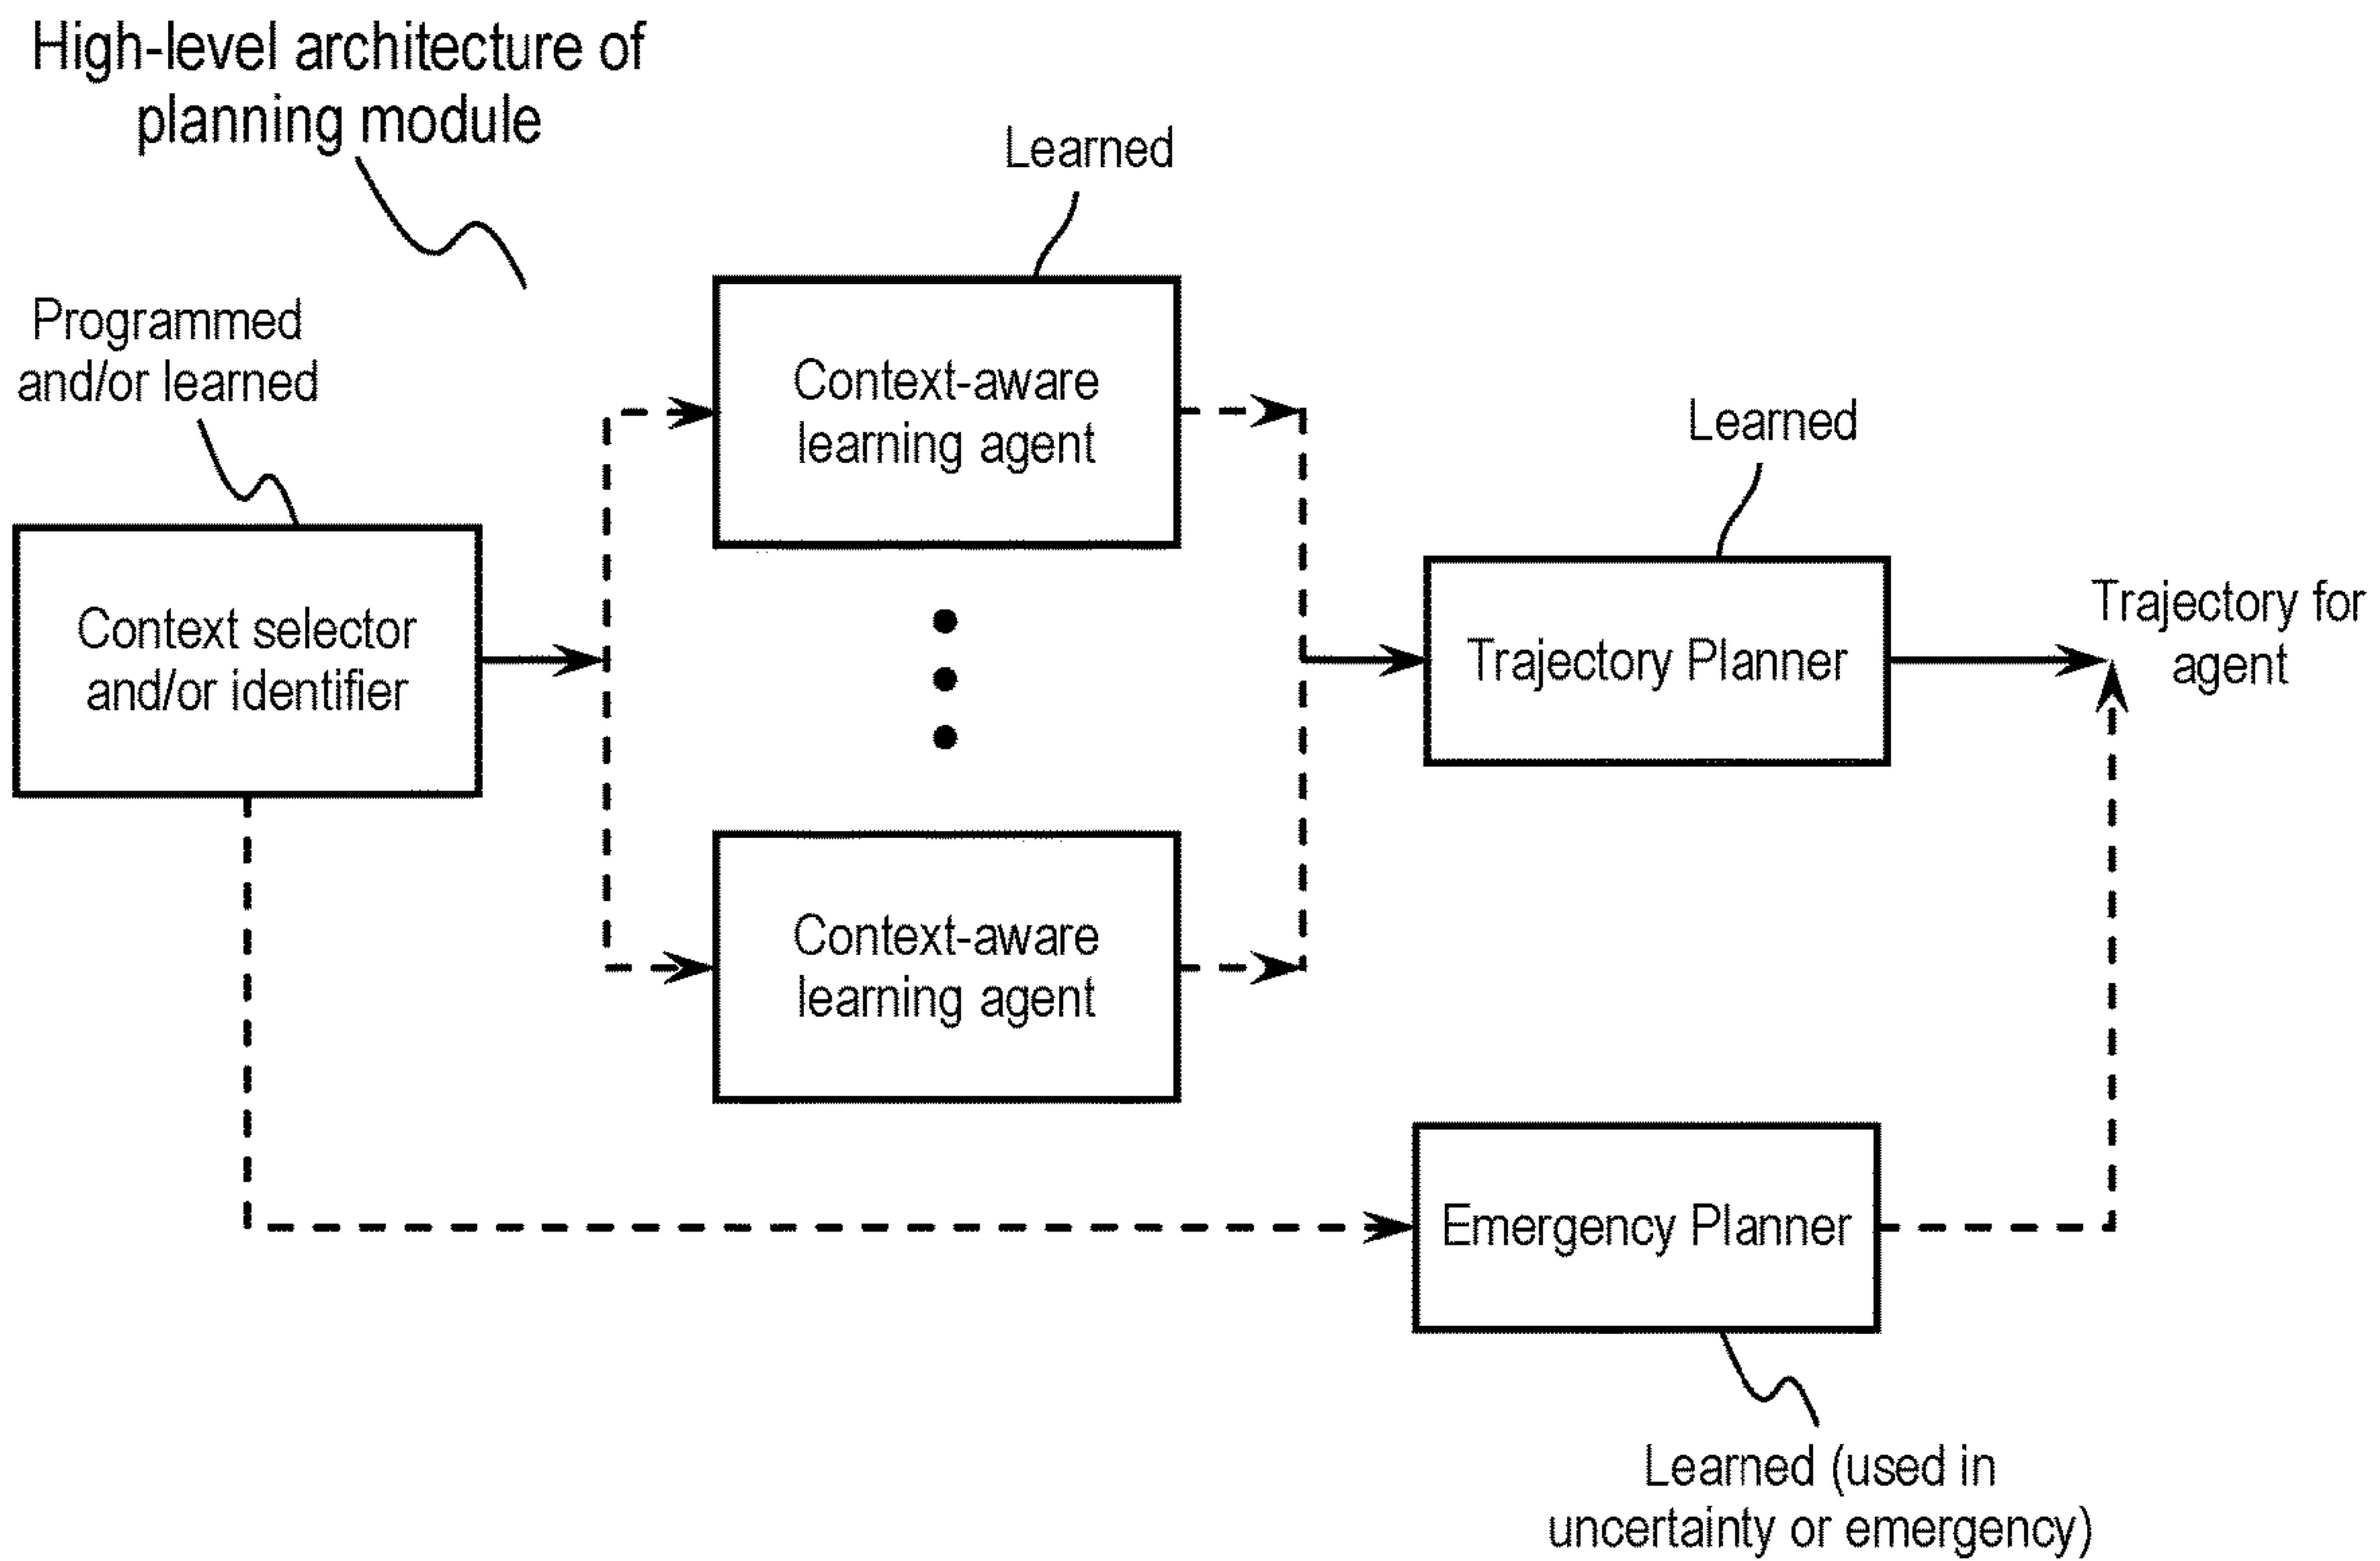 High-level architecture of
planning module
Learned
Programmed
and/or learned
Context-aware
learning agent
Learned
Context selector
and/or identifier
Trajectory Planner
Trajectory for
agent
Context-aware
learning agent
Emergency Planner
Learned (used in
uncertainty or emergency)